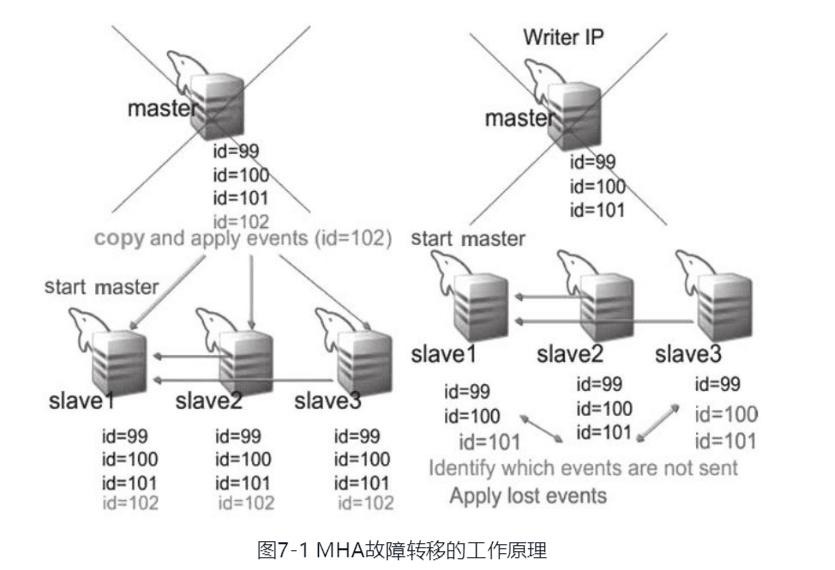 master
id=99
id=100
id=101
id=102
copy and apply events (id=102)
start master
slave1
slave2
slave3
id=99
id=100
id=101
id=102
id=99
id=100
id=101
id=102
id=99
id=100
id=101
id=102
Writer IP
master
id=99
id=100
id=101
start master
slave1
slave2
slave3
id=99
id=100
id=101
id=99
id=100
id=101
id=99
id=100
id=101
Identify which events are not sent
Apply lost events
图7-1 MHA故障转移的工作原理